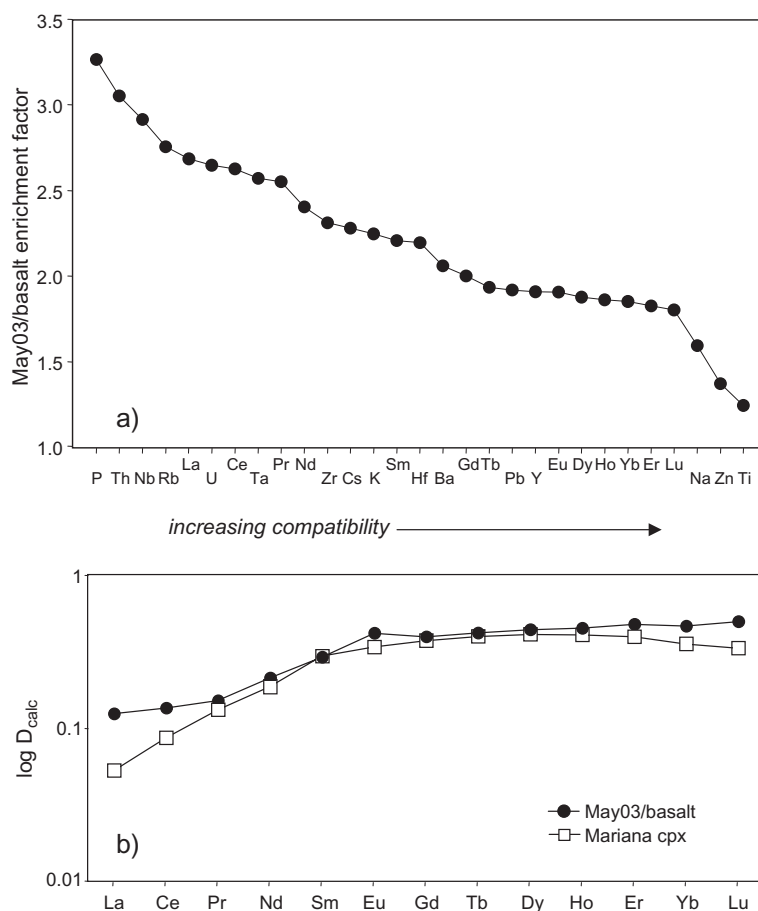 3.5
3.0
2.5
2.0
1.5
1.0
May03/basalt enrichment factor
a)
P Th Nb Rb La U Ce Ta Pr Nd Zr Cs K Sm Hf Ba Gd Tb Pb Y Eu Dy Ho Yb Er Lu Na Zn Ti
increasing compatibility
1
0.1
0.01
log Dcalc
May03/basalt
Mariana cpx
b)
La Ce Pr Nd Sm Eu Gd Tb Dy Ho Er Yb Lu